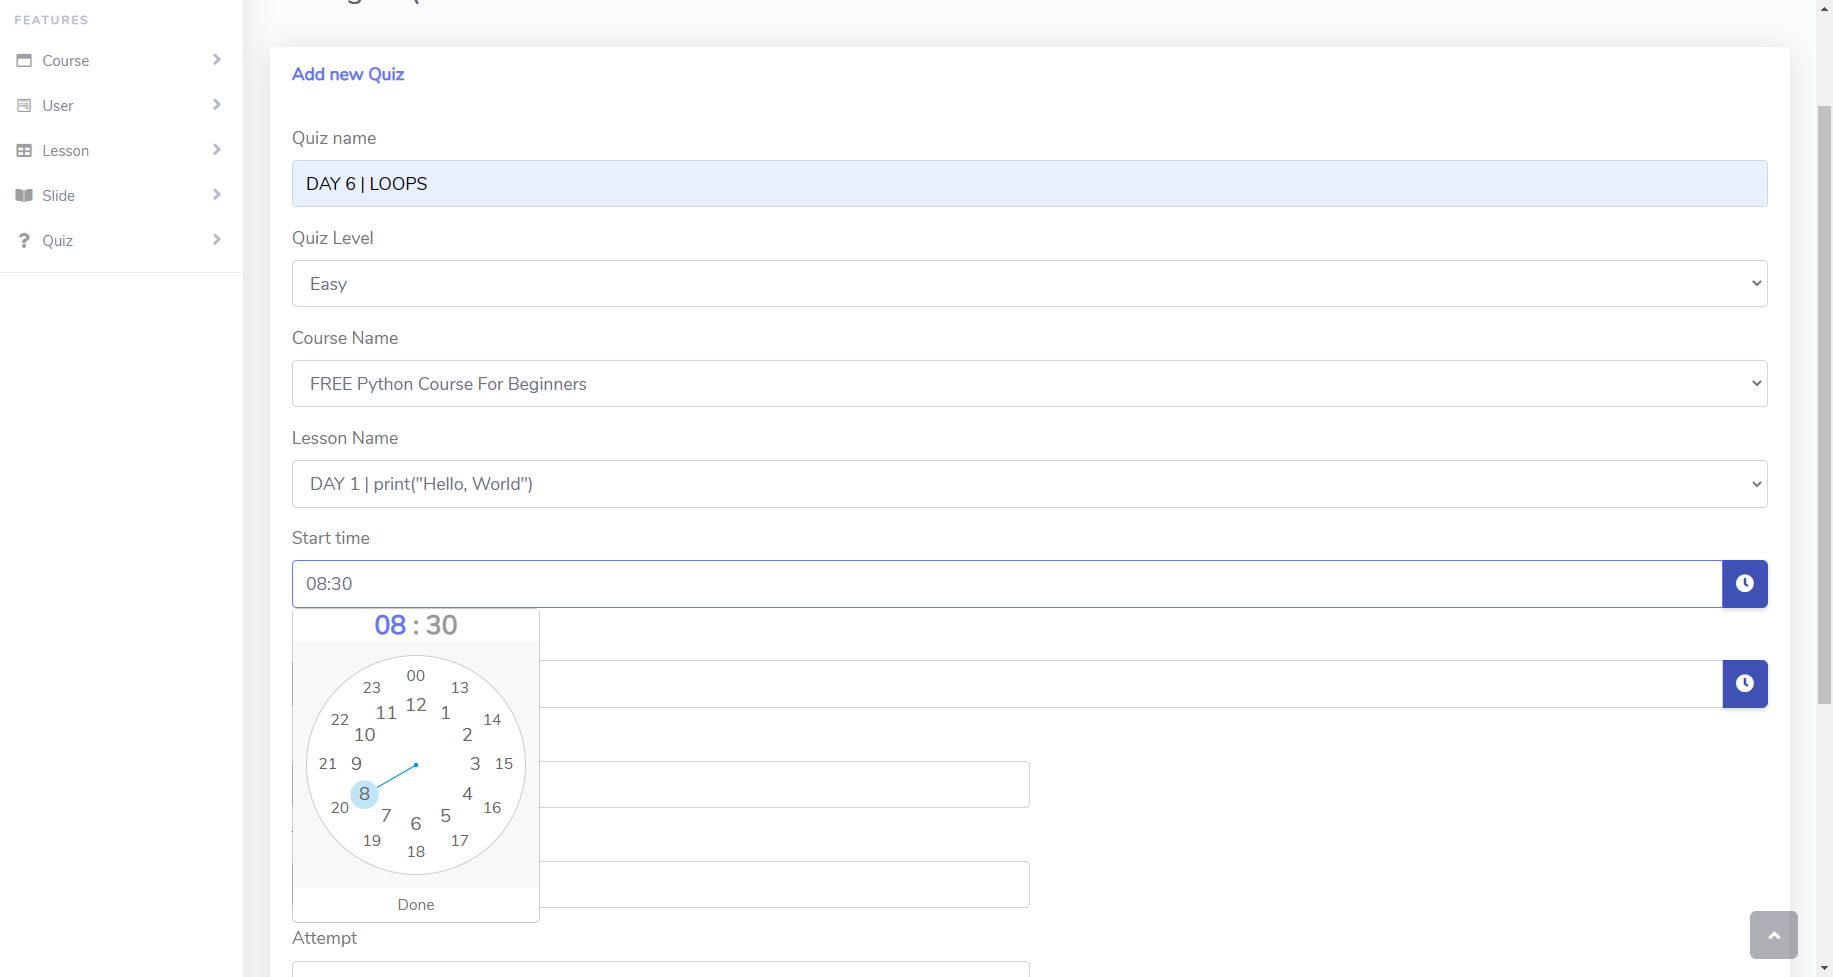 FEATURES
Course
User
Lesson
Slide
Quiz
Add new Quiz
Quiz name
DAY 6 | LOOPS
Quiz Level
Easy
Course Name
FREE Python Course For Beginners
Lesson Name
DAY 1 | print("Hello, World")
Start time
08:30
08 : 30
00
23 13
12
11 1
22 14
10 2
21 9 3 15
8 4
20 16
7 5
6
19 17
18
Done
Attempt